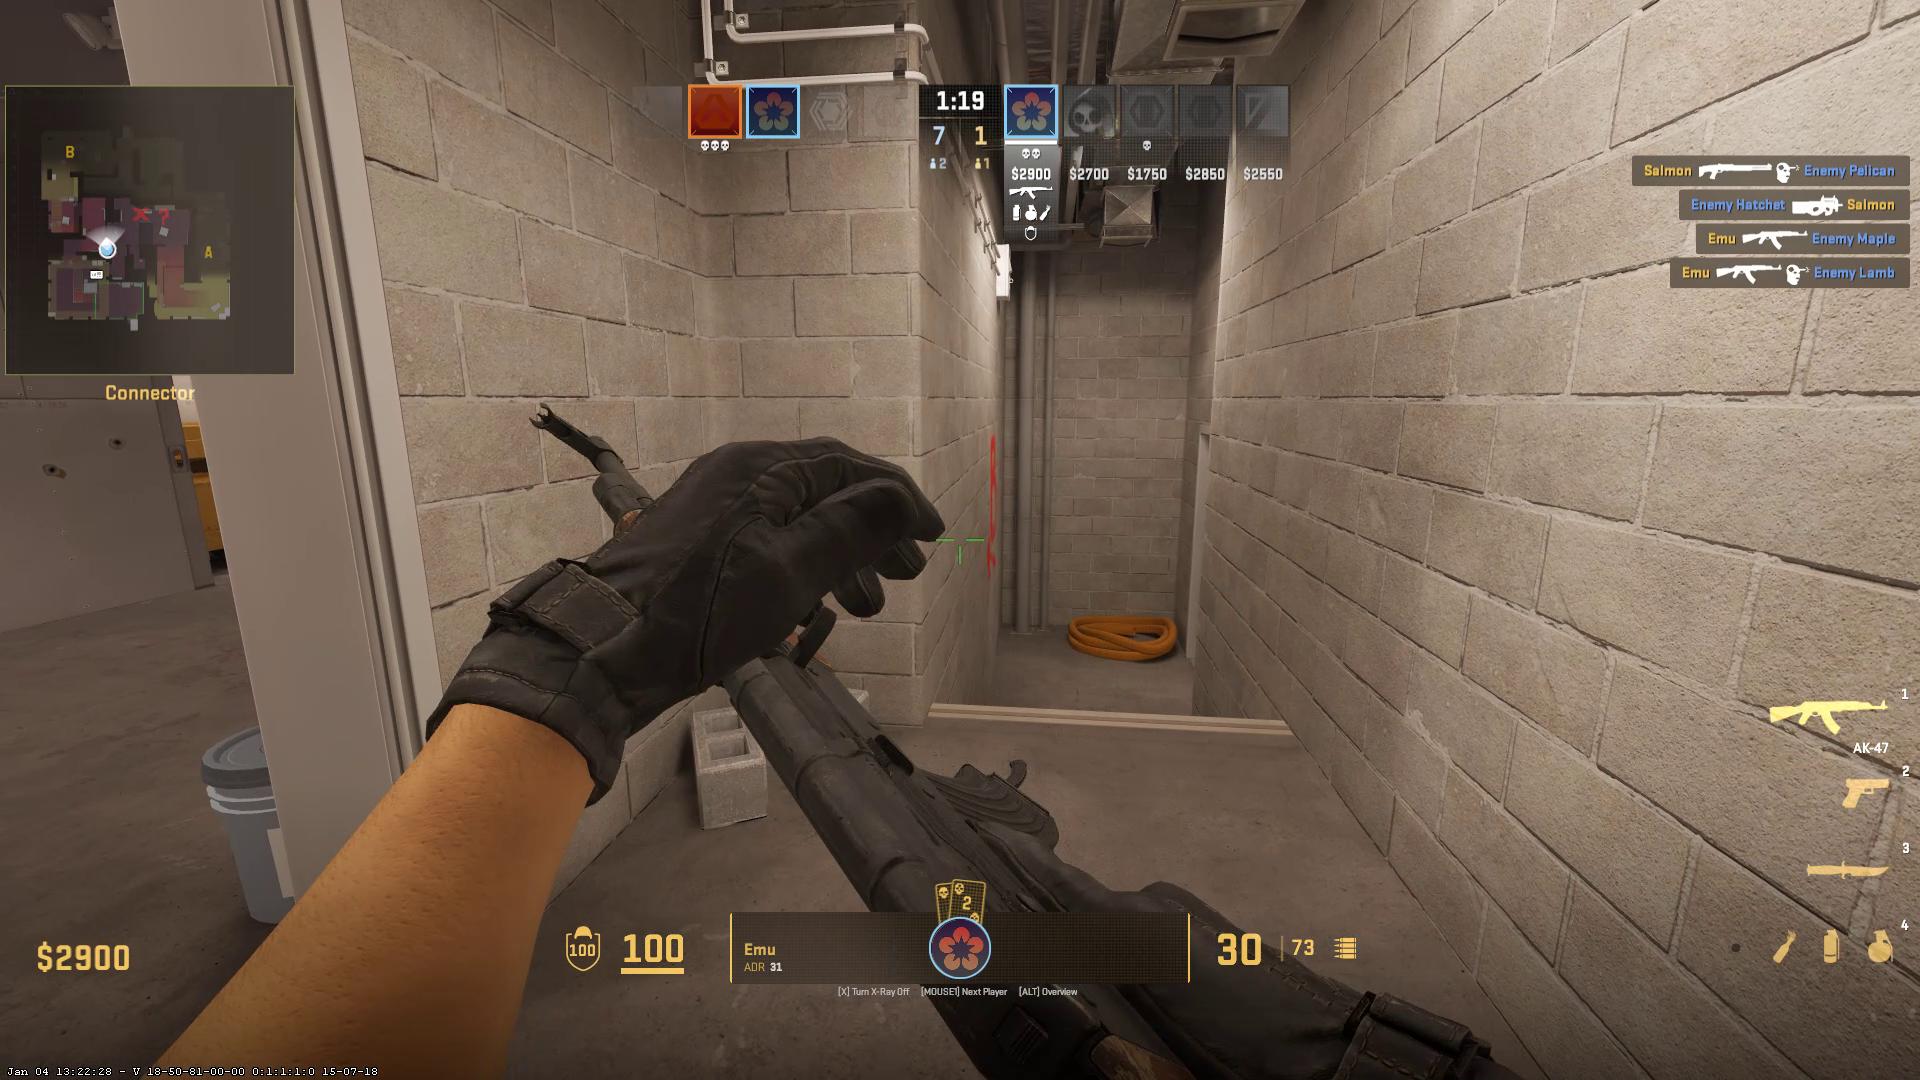 1:19
7 1
2 1
$2900 $2700 $1750 $2850 $2550
B
A
Connector
Salmon Enemy Pelican
Enemy Hatchet Salmon
Emu Enemy Maple
Emu Enemy Lamb
1
AK-47
2
3
4
$2900
100 100
2
Emu
ADR 31
30 | 73
[X] Turn X-Ray Off [MOUSE1] Next Player [ALT] Overview
Jan 04 13:22:28 - V 18-50-81-00-00 0:1:1:1:0 15-07-18